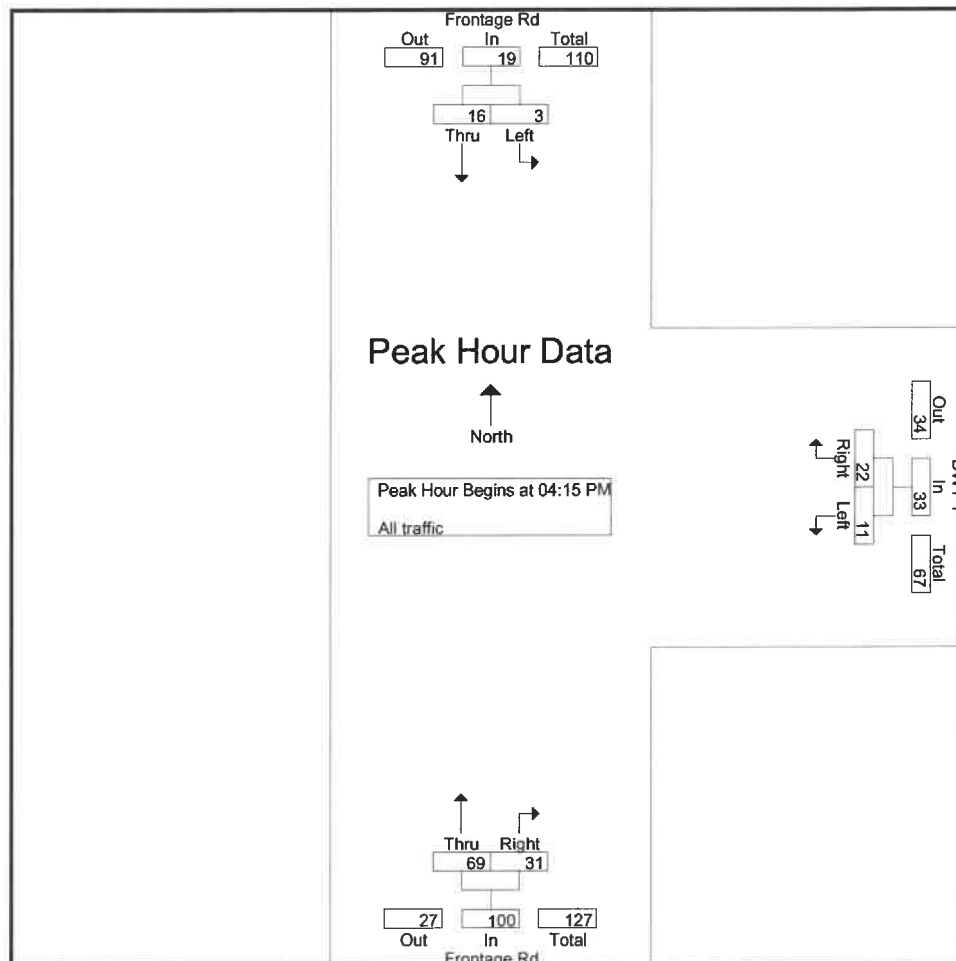 Frontage Rd
Out In Total
91 19 110
16 3
Thru Left
Peak Hour Data
North
Peak Hour Begins at 04:15 PM
All traffic
Out In Total
34 33 67
22 11
Right Left
Thru Right
69 31
27 100 127
Out In Total
Frontage Rd